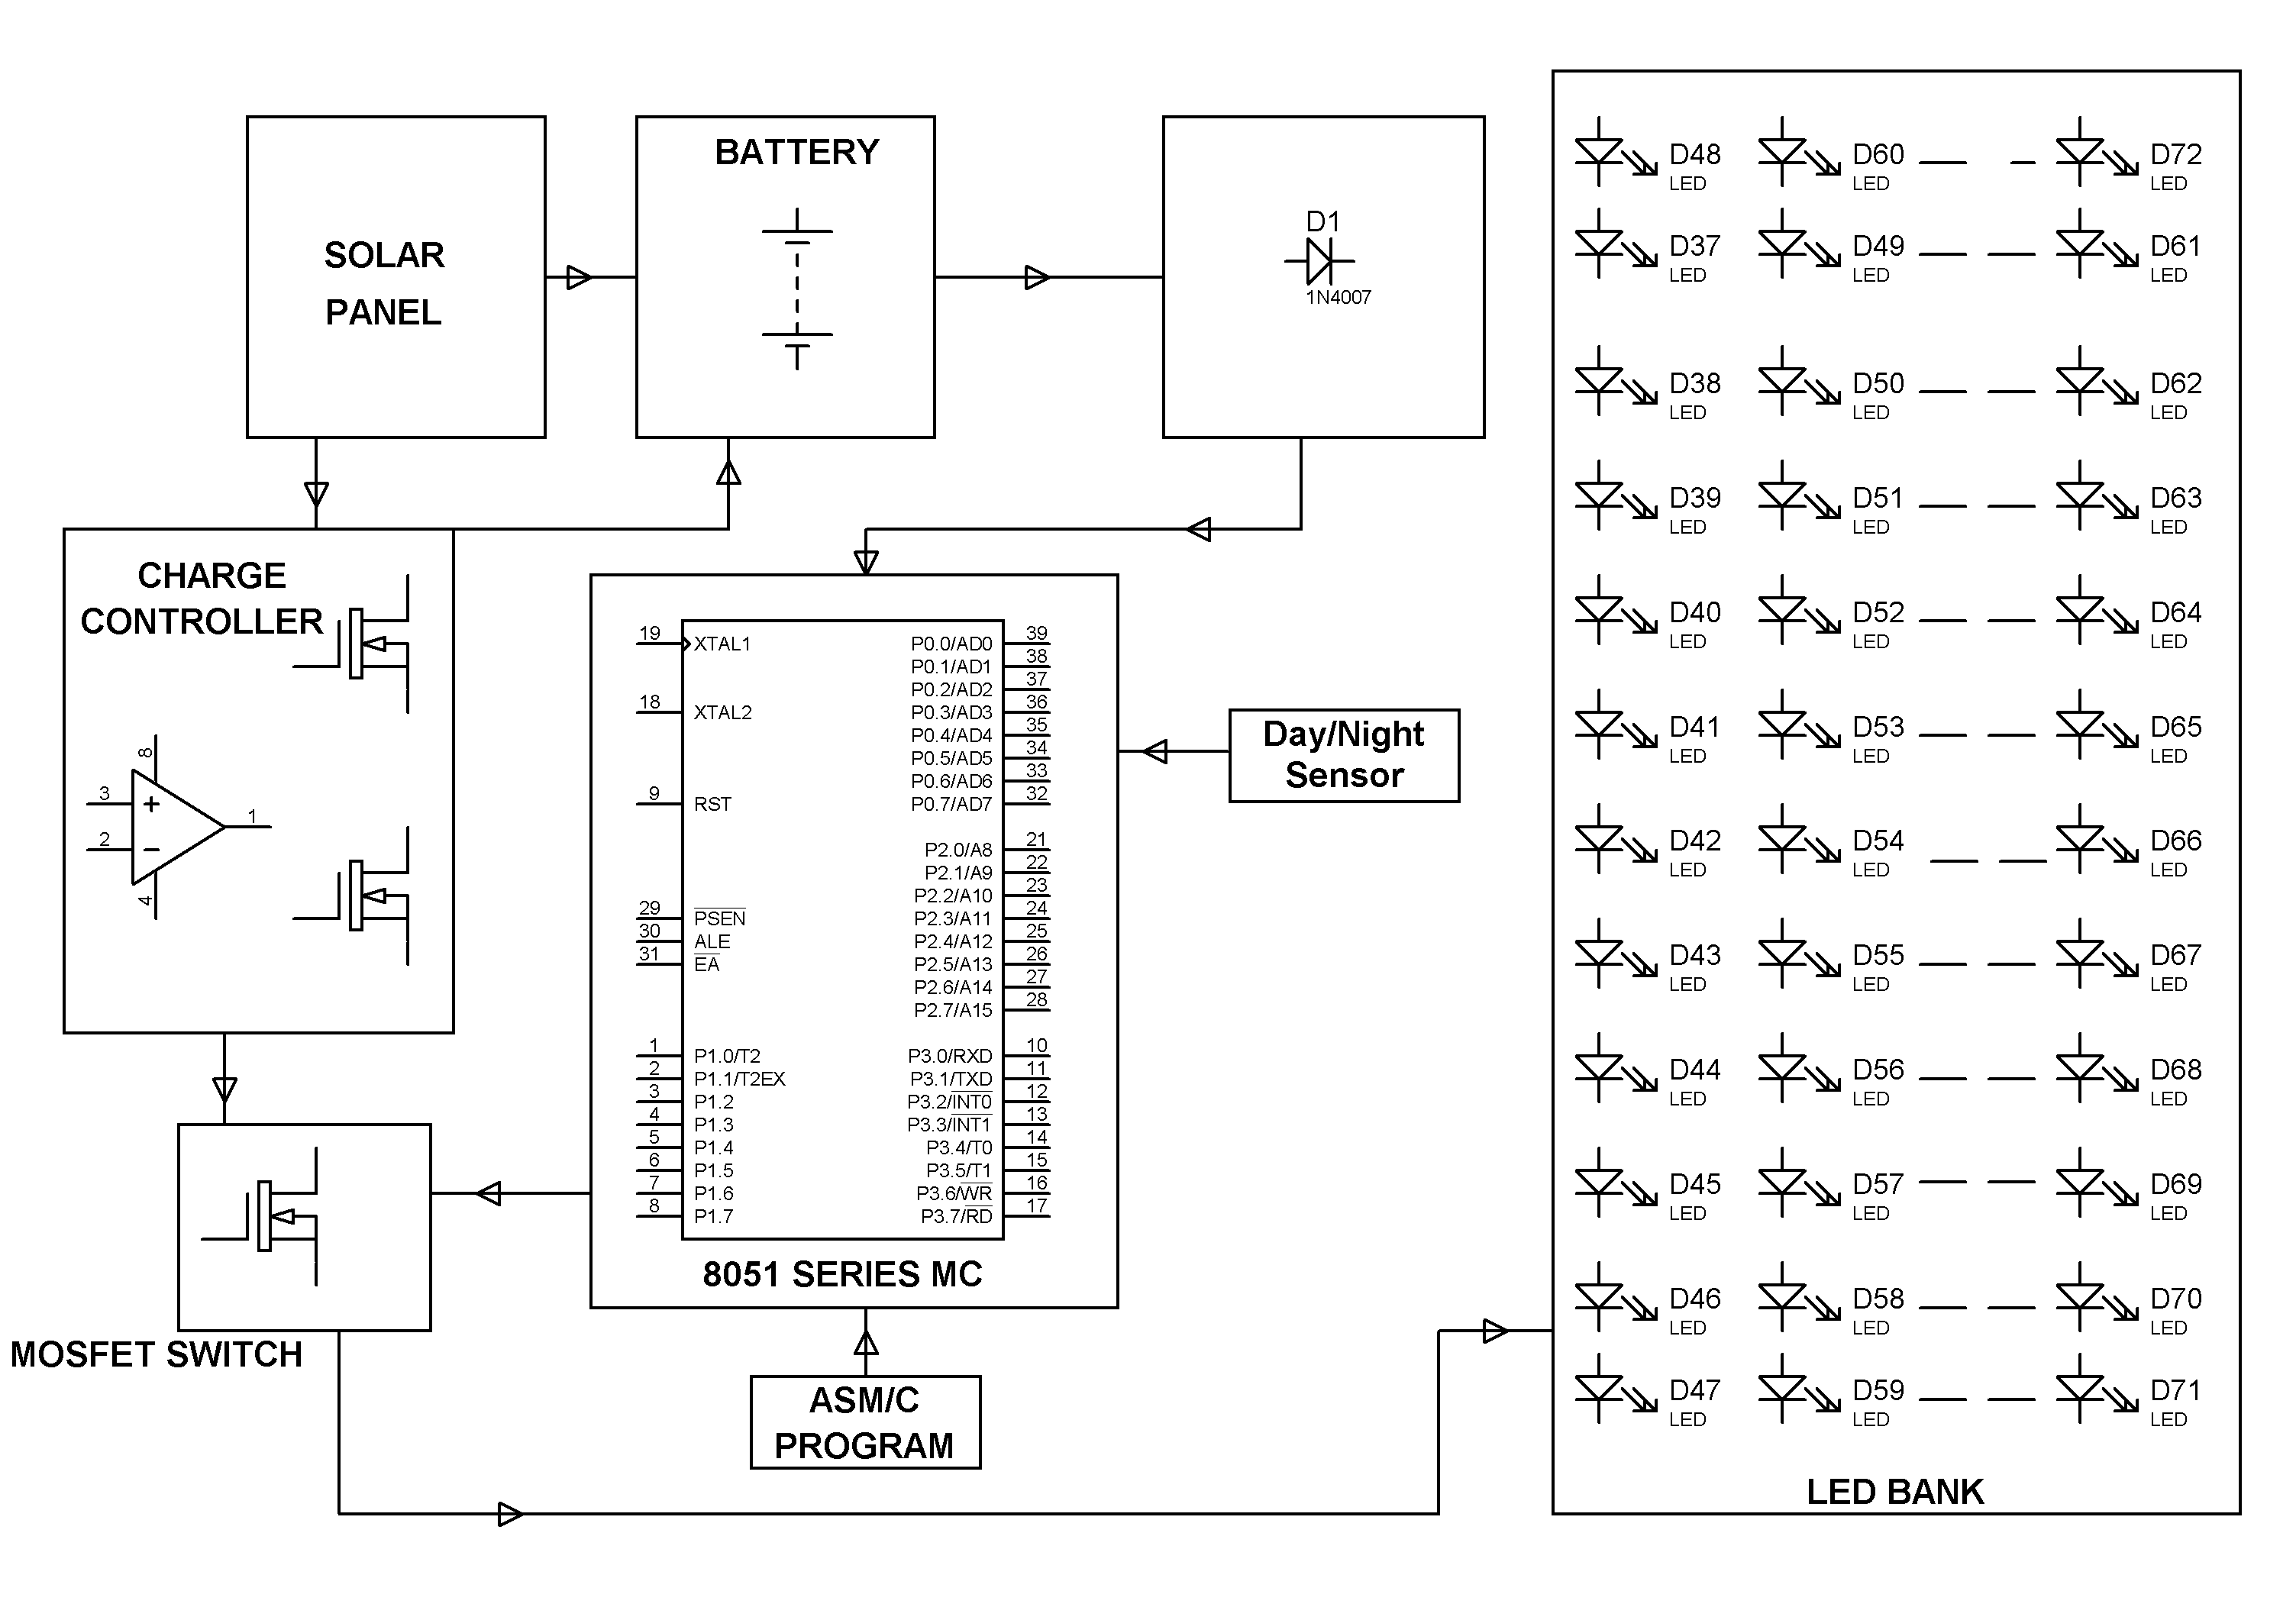 SOLAR
PANEL
BATTERY
D1
1N4007
CHARGE
CONTROLLER
8
3
+
1
2
−
4
MOSFET SWITCH
19 XTAL1
18 XTAL2
9 RST
29 PSEN
30 ALE
31 EA
1 P1.0/T2
2 P1.1/T2EX
3 P1.2
4 P1.3
5 P1.4
6 P1.5
7 P1.6
8 P1.7
P0.0/AD0 39
P0.1/AD1 38
P0.2/AD2 37
P0.3/AD3 36
P0.4/AD4 35
P0.5/AD5 34
P0.6/AD6 33
P0.7/AD7 32
P2.0/A8 21
P2.1/A9 22
P2.2/A10 23
P2.3/A11 24
P2.4/A12 25
P2.5/A13 26
P2.6/A14 27
P2.7/A15 28
P3.0/RXD 10
P3.1/TXD 11
P3.2/INT0 12
P3.3/INT1 13
P3.4/T0 14
P3.5/T1 15
P3.6/WR 16
P3.7/RD 17
8051 SERIES MC
Day/Night
Sensor
ASM/C
PROGRAM
D48 D60 D72
LED LED LED
D37 D49 D61
LED LED LED
D38 D50 D62
LED LED LED
D39 D51 D63
LED LED LED
D40 D52 D64
LED LED LED
D41 D53 D65
LED LED LED
D42 D54 D66
LED LED LED
D43 D55 D67
LED LED LED
D44 D56 D68
LED LED LED
D45 D57 D69
LED LED LED
D46 D58 D70
LED LED LED
D47 D59 D71
LED LED LED
LED BANK